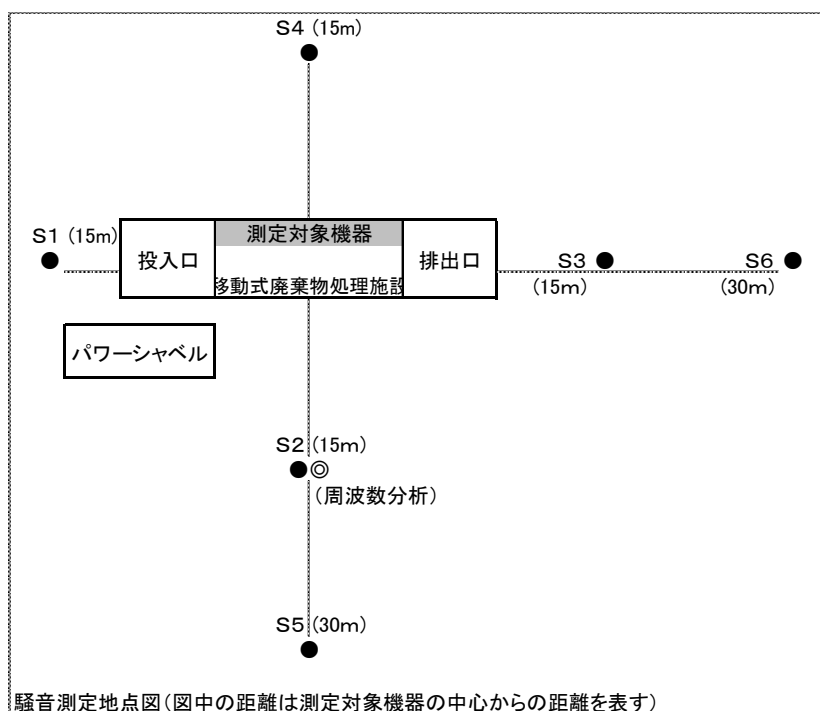 S4 (15m)
S1 (15m)
投入口
測定対象機器
移動式廃棄物処理施設
排出口
S3
(15m)
S6
(30m)
パワーシャベル
S2 (15m)
(周波数分析)
S5 (30m)
騒音測定地点図(図中の距離は測定対象機器の中心からの距離を表す)